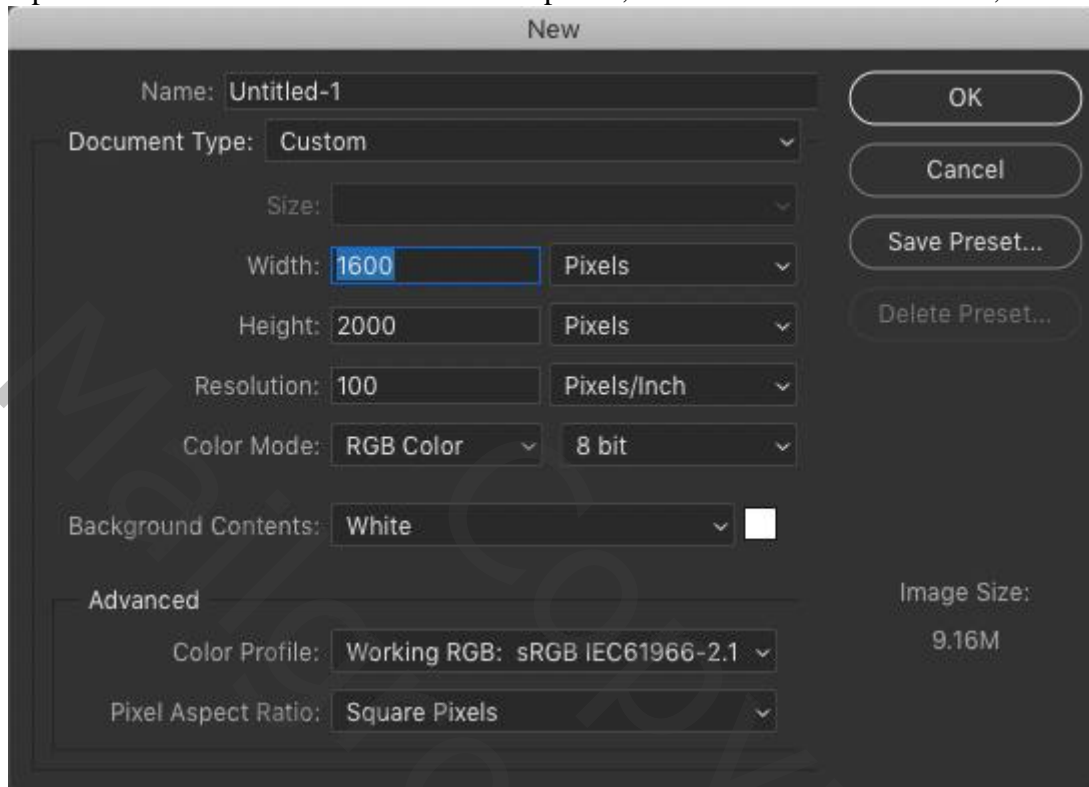 New
Name: Untitled-1
OK
Document Type: Custom
Cancel
Size:
Save Preset...
Width: 1600 Pixels
Delete Preset...
Height: 2000 Pixels
Resolution: 100 Pixels/Inch
Color Mode: RGB Color 8 bit
Background Contents: White
Advanced
Image Size:
9.16M
Color Profile: Working RGB: sRGB IEC61966-2.1
Pixel Aspect Ratio: Square Pixels